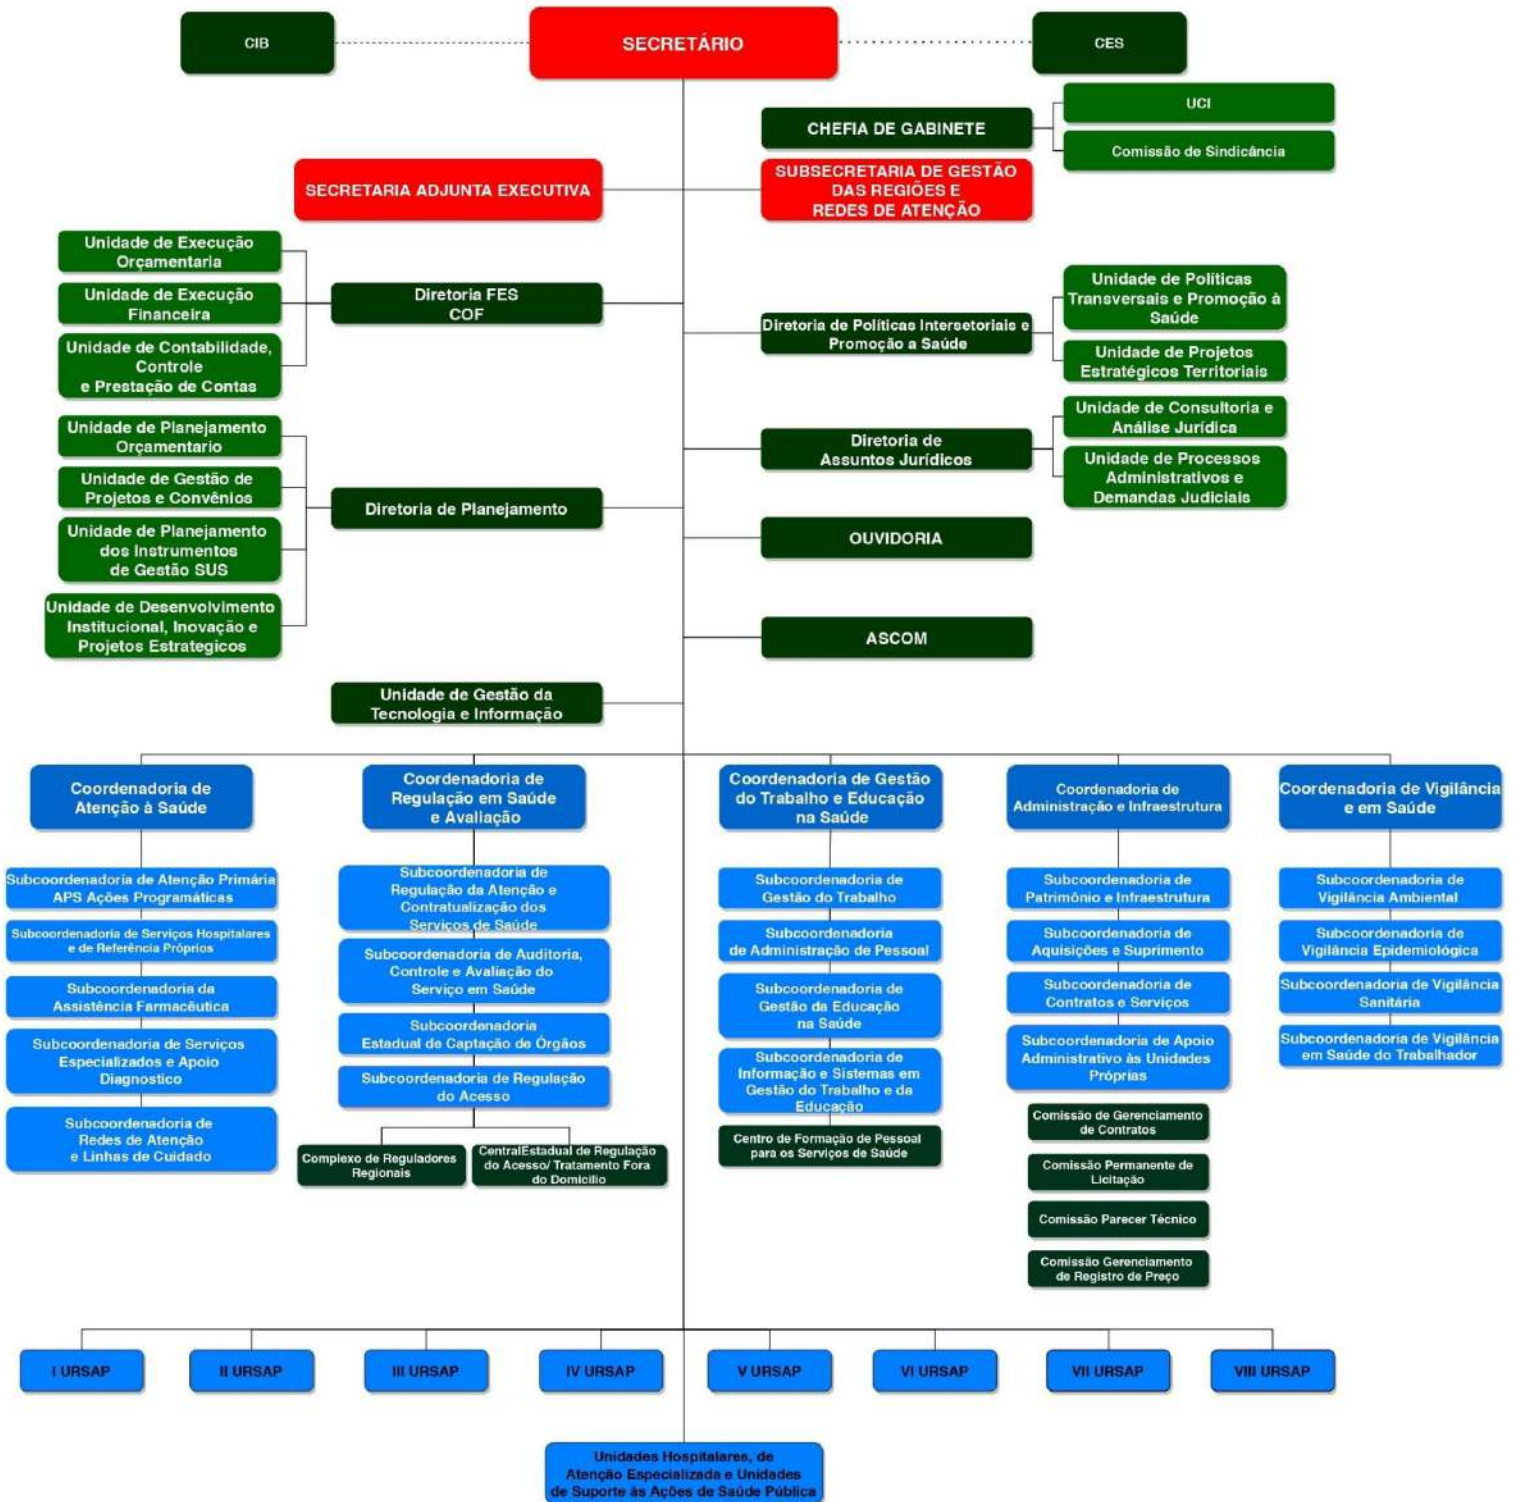 CIB
SECRETÁRIO
CES
CHEFIA DE GABINETE
UCI
Comissão de Sindicância
SECRETARIA ADJUNTA EXECUTIVA
SUBSECRETARIA DE GESTÃO
DAS REGIÕES E
REDES DE ATENÇÃO
Unidade de Execução
Orçamentaria
Unidade de Execução
Financeira
Unidade de Contabilidade,
Controle
e Prestação de Contas
Diretoria FES
COF
Diretoria de Políticas Intersetoriais e
Promoção a Saúde
Unidade de Políticas
Transversais e Promoção à
Saúde
Unidade de Projetos
Estratégicos Territoriais
Unidade de Planejamento
Orçamentario
Unidade de Gestão de
Projetos e Convênios
Unidade de Planejamento
dos Instrumentos
de Gestão SUS
Unidade de Desenvolvimento
Institucional, Inovação e
Projetos Estrategicos
Diretoria de Planejamento
Diretoria de
Assuntos Jurídicos
Unidade de Consultoria e
Análise Jurídica
Unidade de Processos
Administrativos e
Demandas Judiciais
OUVIDORIA
ASCOM
Unidade de Gestão da
Tecnologia e Informação
Coordenadoria de
Atenção à Saúde
Subcoordenadoria de Atenção Primária
APS Ações Programáticas
Subcoordenadoria de Serviços Hospitalares
e de Referência Próprios
Subcoordenadoria da
Assistência Farmacêutica
Subcoordenadoria de Serviços
Especializados e Apoio
Diagnostico
Subcoordenadoria de
Redes de Atenção
e Linhas de Cuidado
Coordenadoria de
Regulação em Saúde
e Avaliação
Subcoordenadoria de
Regulação da Atenção e
Contratualização dos
Serviços de Saúde
Subcoordenadoria de Auditoria,
Controle e Avaliação do
Serviço em Saúde
Subcoordenadoria
Estadual de Captação de Órgãos
Subcoordenadoria de Regulação
do Acesso
Complexo de Reguladores
Regionais
CentralEstadual de Regulação
do Acesso/ Tratamento Fora
do Domicílio
Coordenadoria de Gestão
do Trabalho e Educação
na Saúde
Subcoordenadoria de
Gestão do Trabalho
Subcoordenadoria
de Administração de Pessoal
Subcoordenadoria de
Gestão da Educação
na Saúde
Subcoordenadoria de
Informação e Sistemas em
Gestão do Trabalho e da
Educação
Centro de Formação de Pessoal
para os Serviços de Saúde
Coordenadoria de
Administração e Infraestrutura
Subcoordenadoria de
Patrimônio e Infraestrutura
Subcoordenadoria de
Aquisições e Suprimento
Subcoordenadoria de
Contratos e Serviços
Subcoordenadoria de Apoio
Administrativo às Unidades
Próprias
Comissão de Gerenciamento
de Contratos
Comissão Permanente de
Licitação
Comissão Parecer Técnico
Comissão Gerenciamento
de Registro de Preço
Coordenadoria de Vigilância
e em Saúde
Subcoordenadoria de
Vigilância Ambiental
Subcoordenadoria de
Vigilância Epidemiológica
Subcoordenadoria de Vigilância
Sanitária
Subcoordenadoria de Vigilância
em Saúde do Trabalhador
I URSAP
II URSAP
III URSAP
IV URSAP
V URSAP
VI URSAP
VII URSAP
VIII URSAP
Unidades Hospitalares, de
Atenção Especializada e Unidades
de Suporte às Ações de Saúde Pública